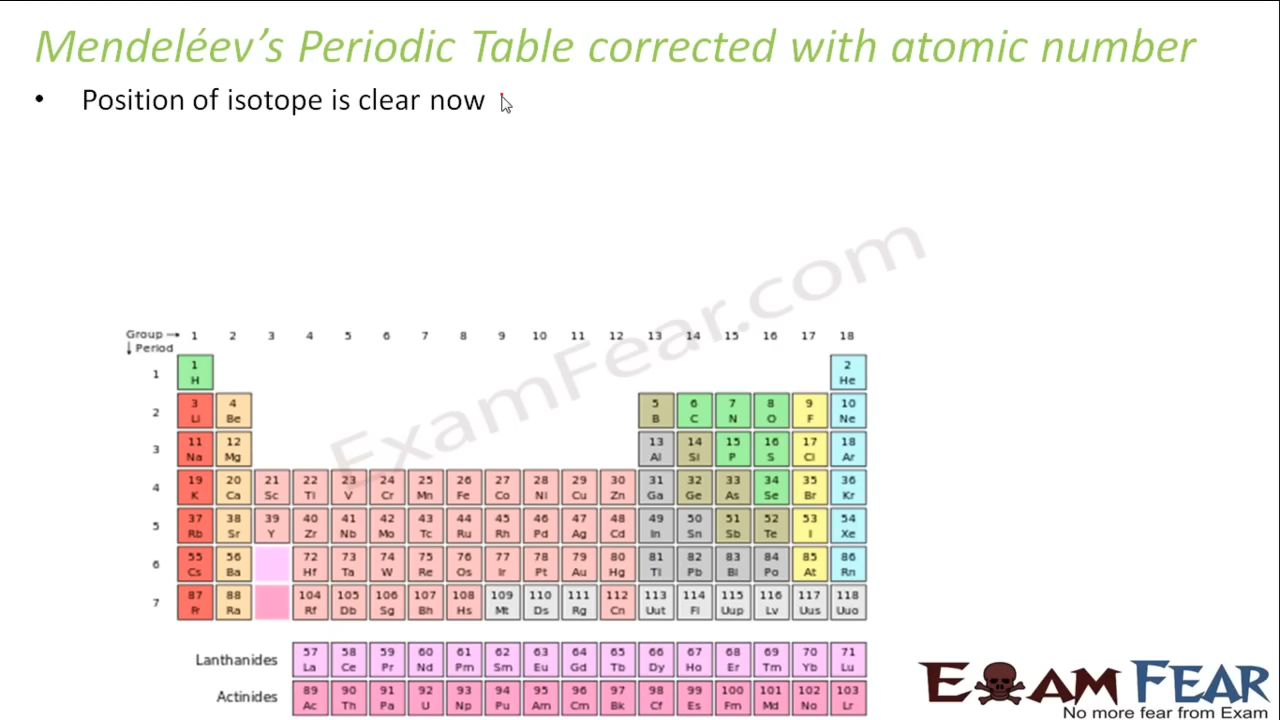 Mendeléev's Periodic Table corrected with atomic number
• Position of isotope is clear now
ExamFear.com
Group → 1 2 3 4 5 6 7 8 9 10 11 12 13 14 15 16 17 18
↓ Period
1 2
1 H He
3 4 5 6 7 8 9 10
2 Li Be B C N O F Ne
11 12 13 14 15 16 17 18
3 Na Mg Al Si P S Cl Ar
19 20 21 22 23 24 25 26 27 28 29 30 31 32 33 34 35 36
4 K Ca Sc Ti V Cr Mn Fe Co Ni Cu Zn Ga Ge As Se Br Kr
37 38 39 40 41 42 43 44 45 46 47 48 49 50 51 52 53 54
5 Rb Sr Y Zr Nb Mo Tc Ru Rh Pd Ag Cd In Sn Sb Te I Xe
55 56 72 73 74 75 76 77 78 79 80 81 82 83 84 85 86
6 Cs Ba Hf Ta W Re Os Ir Pt Au Hg Tl Pb Bi Po At Rn
87 88 104 105 106 107 108 109 110 111 112 113 114 115 116 117 118
7 Fr Ra Rf Db Sg Bh Hs Mt Ds Rg Cn Uut Fl Uup Lv Uus Uuo
57 58 59 60 61 62 63 64 65 66 67 68 69 70 71
Lanthanides La Ce Pr Nd Pm Sm Eu Gd Tb Dy Ho Er Tm Yb Lu
89 90 91 92 93 94 95 96 97 98 99 100 101 102 103
Actinides Ac Th Pa U Np Pu Am Cm Bk Cf Es Fm Md No Lr
EXAM FEAR
No more fear from Exam